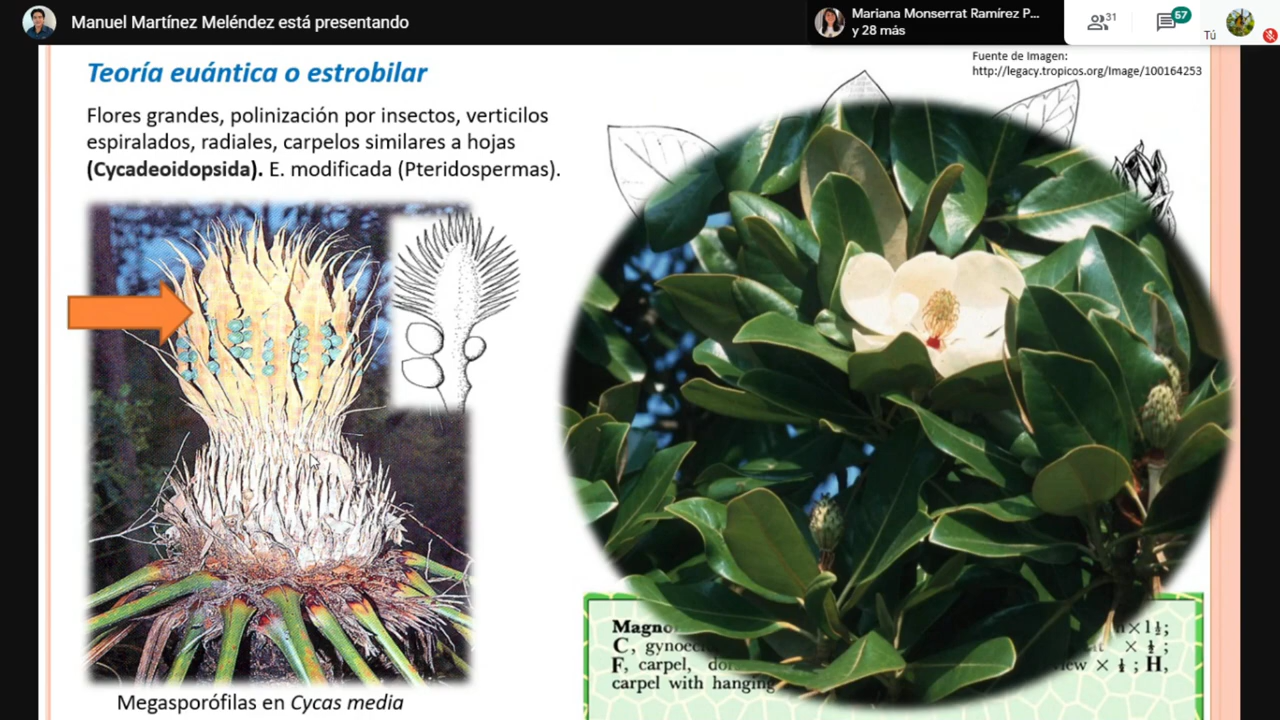 Manuel Martínez Meléndez está presentando
Mariana Monserrat Ramírez P...
y 28 más
31
57
Tú
Teoría euántica o estrobilar
Flores grandes, polinización por insectos, verticilos
espiralados, radiales, carpelos similares a hojas
(Cycadeoidopsida). E. modificada (Pteridospermas).
Fuente de Imagen:
http://legacy.tropicos.org/Image/100164253
Megasporófilas en Cycas media
C,
F, carpel,
; H,
carpel with hanging